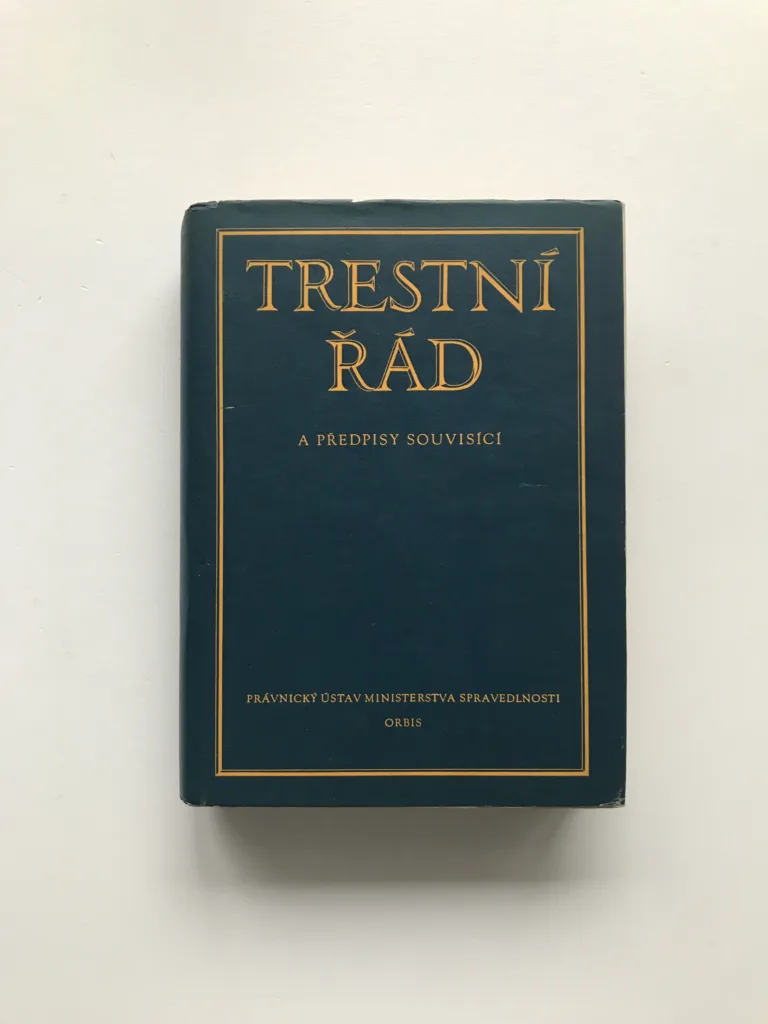 TRESTNÍ
ŘÁD
A PŘEDPISY SOUVISÍCÍ
PRÁVNICKÝ ÚSTAV MINISTERSTVA SPRAVEDLNOSTI
ORBIS